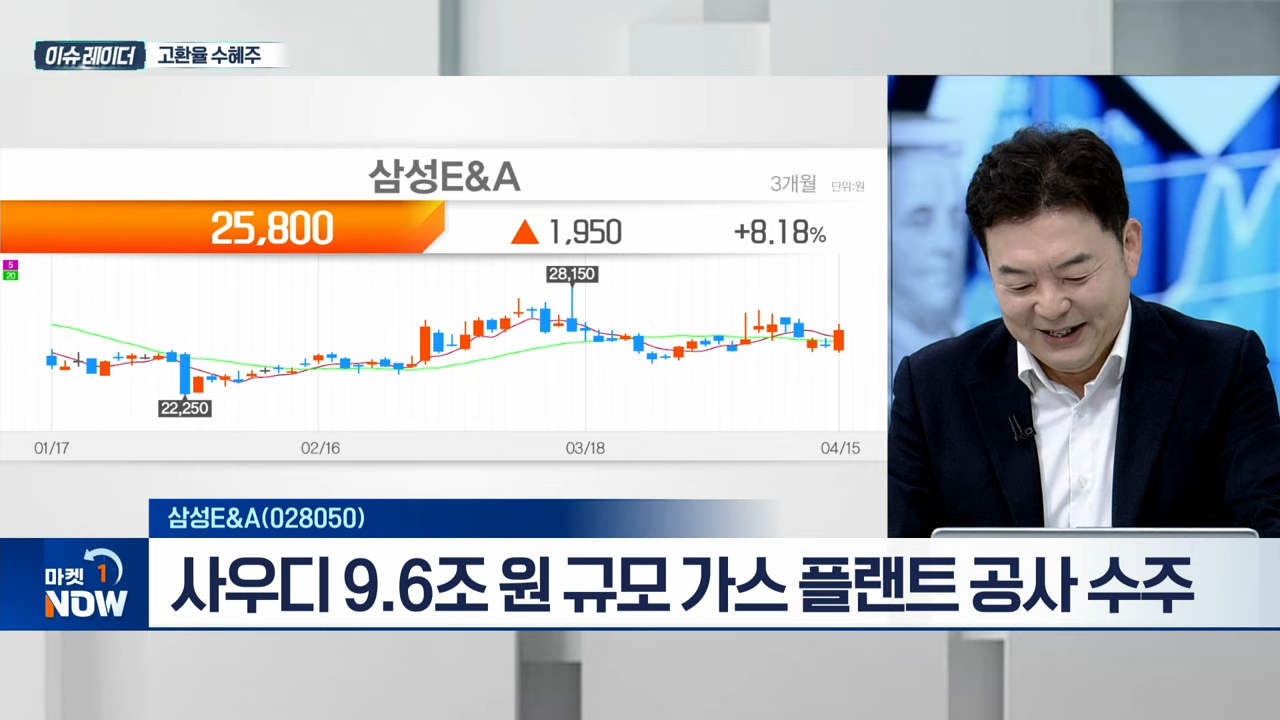 이슈레이더 고환율 수혜주
삼성E&A
3개월 단위:원
25,800 ▲ 1,950 +8.18%
5
20
28,150
22,250
01/17 02/16 03/18 04/15
삼성E&A(028050)
마켓 1
NOW
사우디 9.6조 원 규모 가스 플랜트 공사 수주